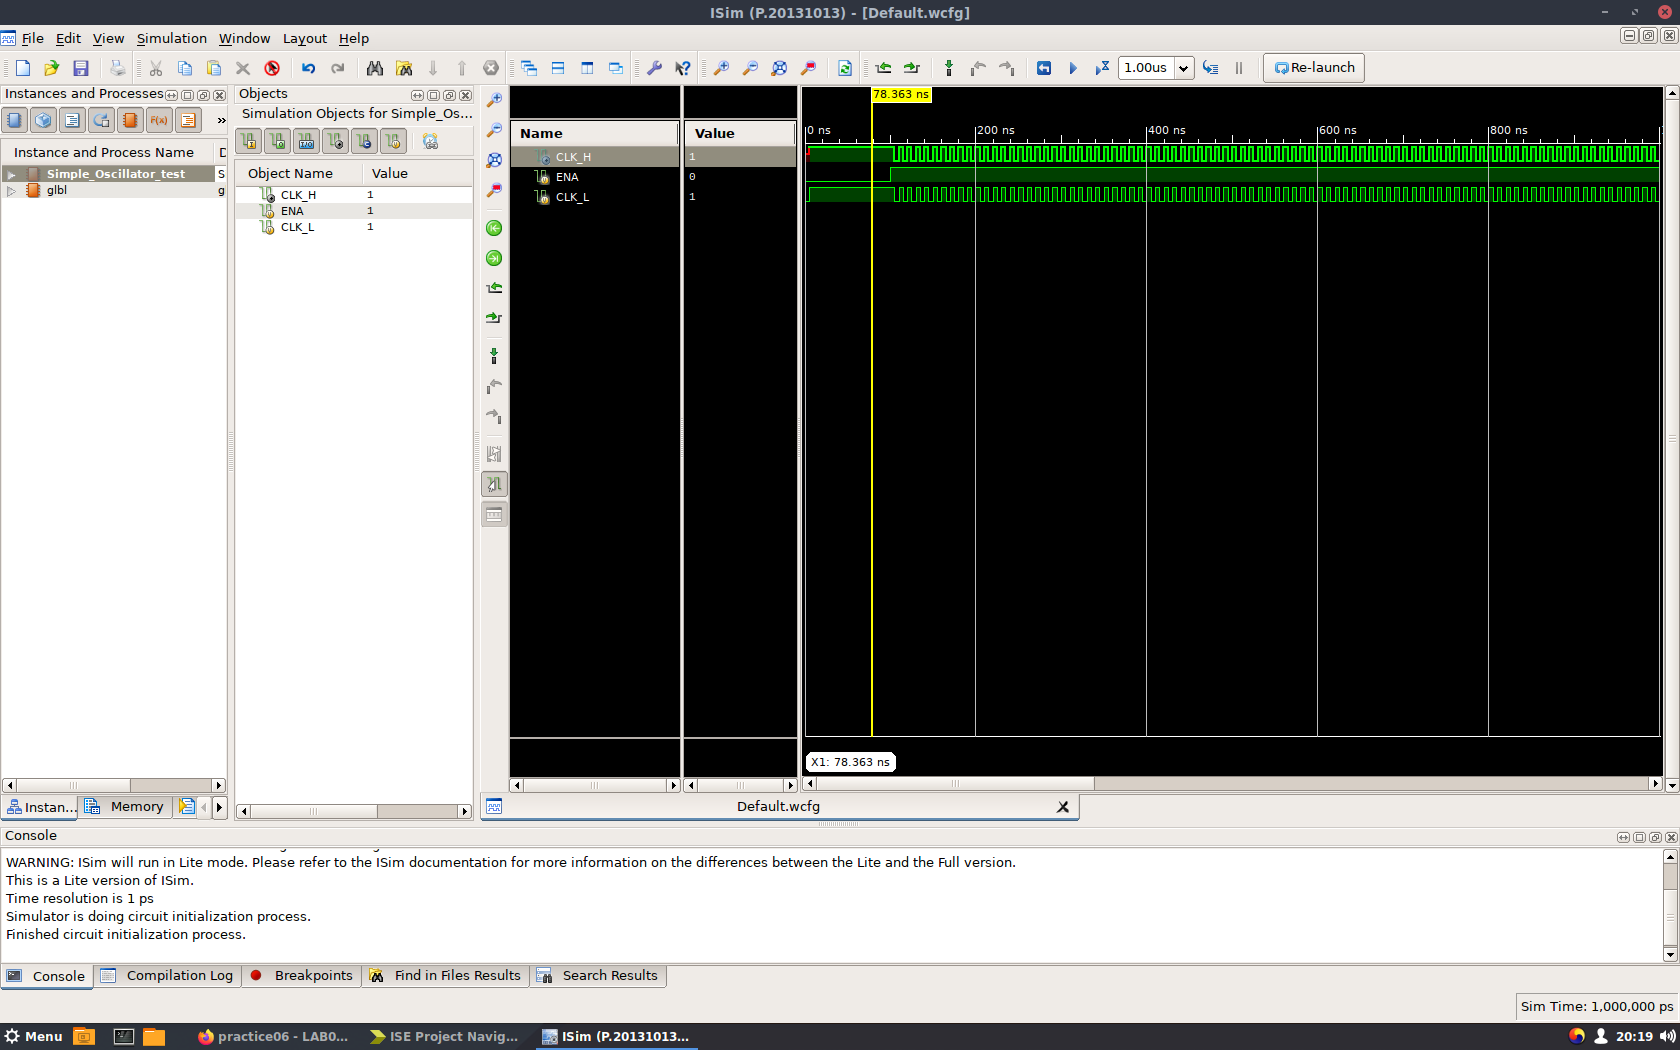 ISim (P.20131013) - [Default.wcfg]
File Edit View Simulation Window Layout Help
1.00us
Re-launch
Instances and Processes
Objects
Simulation Objects for Simple_Os...
F(x)
»
Instance and Process Name
Simple_Oscillator_test S
glbl g
Object Name Value
CLK_H 1
ENA 1
CLK_L 1
Name Value
CLK_H 1
ENA 0
CLK_L 1
78.363 ns
0 ns 200 ns 400 ns 600 ns 800 ns
X1: 78.363 ns
Instan... Memory
Default.wcfg
Console
WARNING: ISim will run in Lite mode. Please refer to the ISim documentation for more information on the differences between the Lite and the Full version.
This is a Lite version of ISim.
Time resolution is 1 ps
Simulator is doing circuit initialization process.
Finished circuit initialization process.
Console Compilation Log Breakpoints Find in Files Results Search Results
Sim Time: 1,000,000 ps
Menu practice06 - LAB0... ISE Project Navig... ISim (P.20131013... 20:19